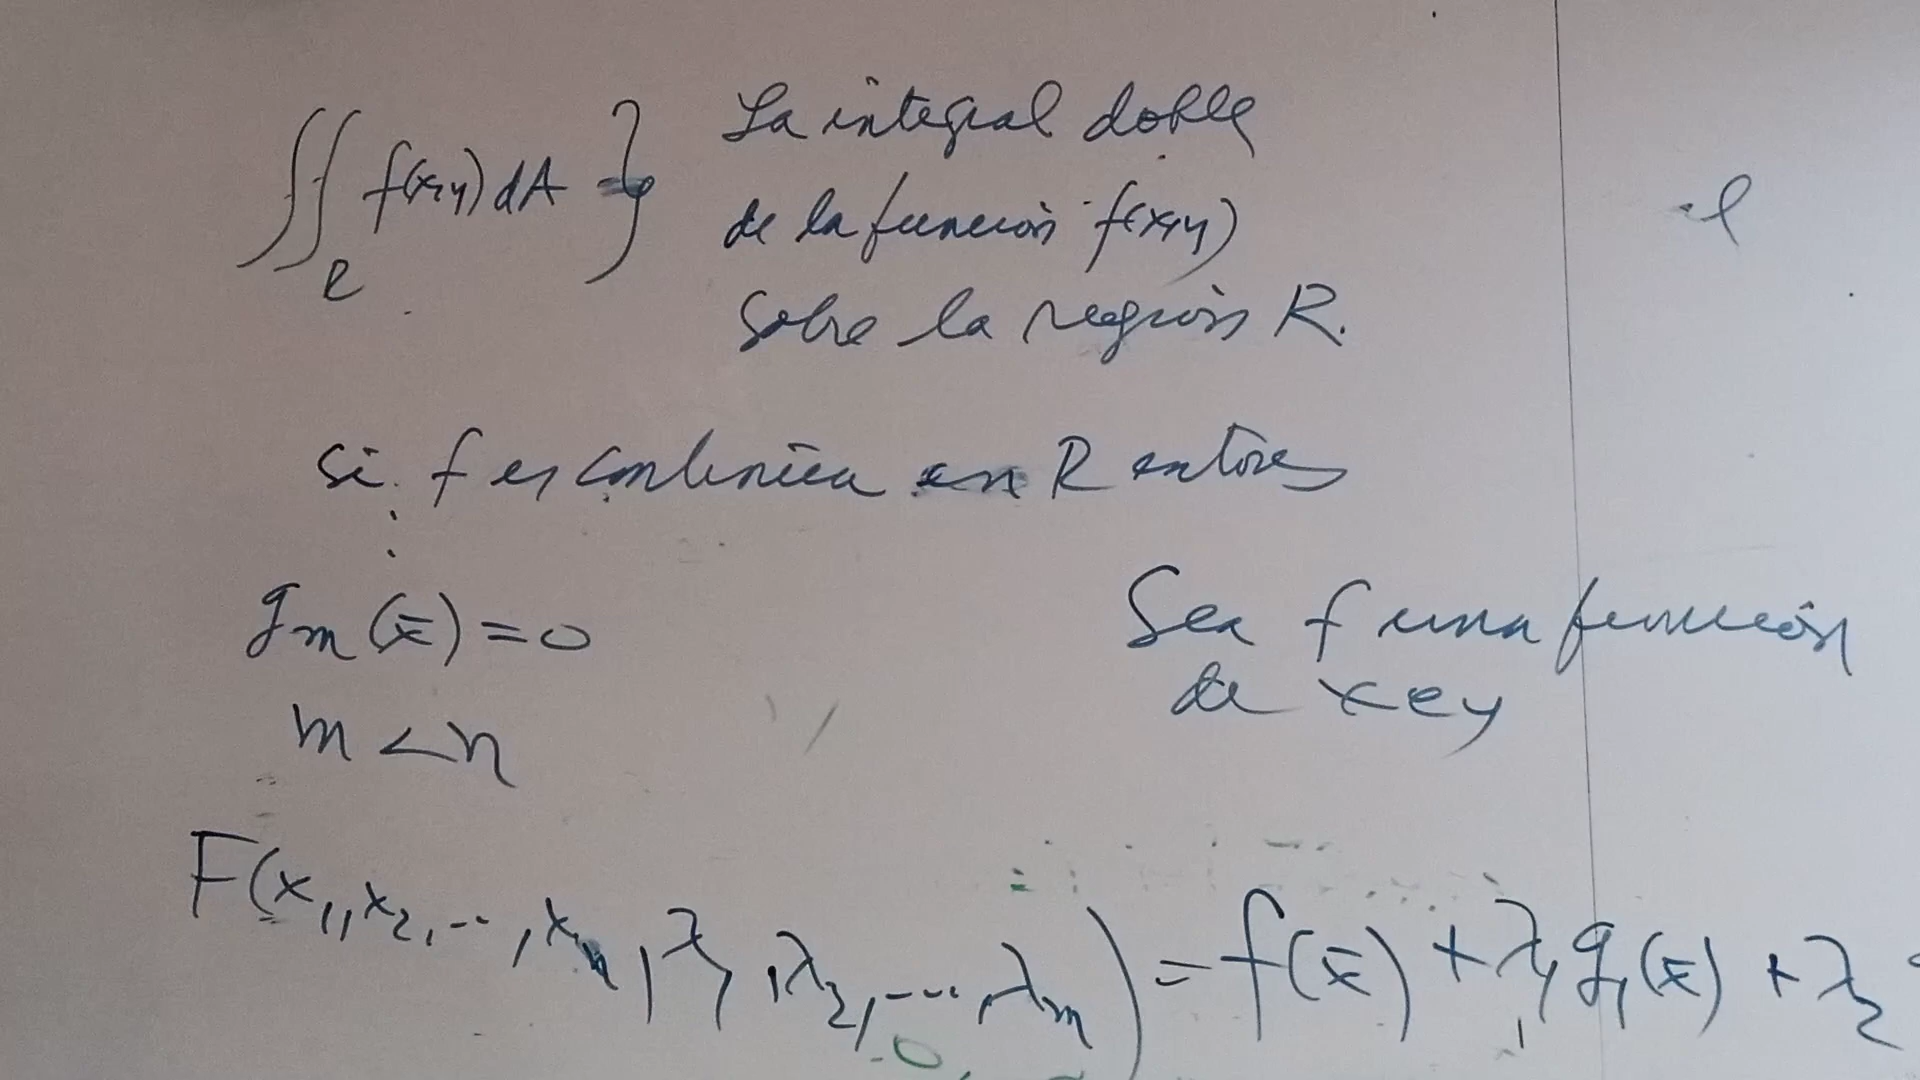 ∬_R f(x,y) dA } La integral doble
de la función f(x,y)
sobre la región R.
el
si f es continua en R entonces
⋮
g_m(x̄) = 0
m < n
Sea f una función
de x e y
F(x_1, x_2, ..., x_n, λ_1, λ_2, ..., λ_m) = f(x̄) + λ_1 g_1(x̄) + λ_2